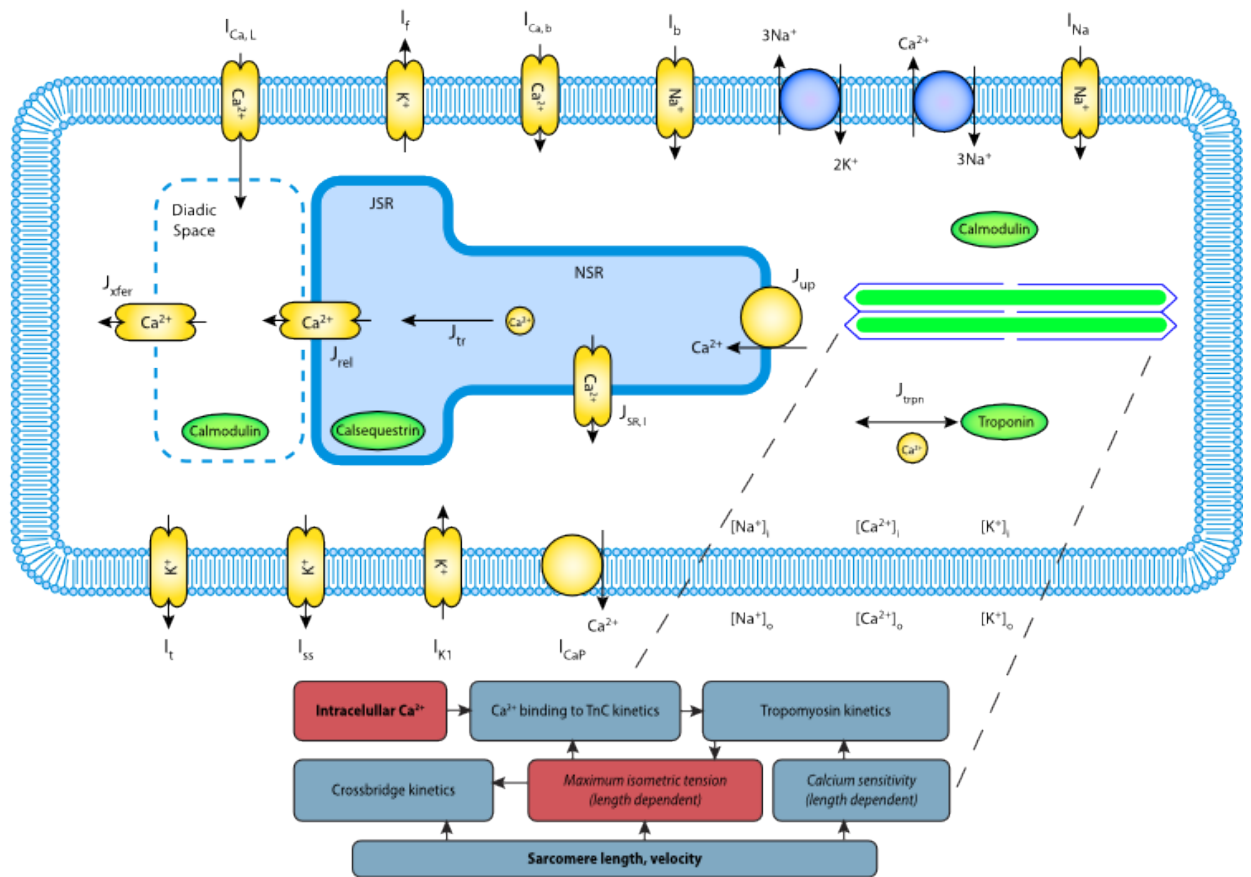 I_Ca, L
I_f
I_Ca,b
I_b
3Na⁺
Ca²⁺
I_Na
Ca²⁺
K⁺
Ca²⁺
Na⁺
Na⁺
2K⁺
3Na⁺
Diadic
Space
JSR
Calmodulin
NSR
J_xfer
J_up
Ca²⁺
Ca²⁺
J_tr
Ca²⁺
J_rel
Ca²⁺
Ca²⁺
J_SR, l
J_trpn
Calmodulin
Calsequestrin
Troponin
Ca²⁺
[Na⁺]_i
[Ca²⁺]_i
[K⁺]_i
K⁺
K⁺
K⁺
Ca²⁺
[Na⁺]_o
[Ca²⁺]_o
[K⁺]_o
I_t
I_ss
I_K1
I_CaP
Intracelullar Ca²⁺
Ca²⁺ binding to TnC kinetics
Tropomyosin kinetics
Crossbridge kinetics
Maximum isometric tension
(length dependent)
Calcium sensitivity
(length dependent)
Sarcomere length, velocity